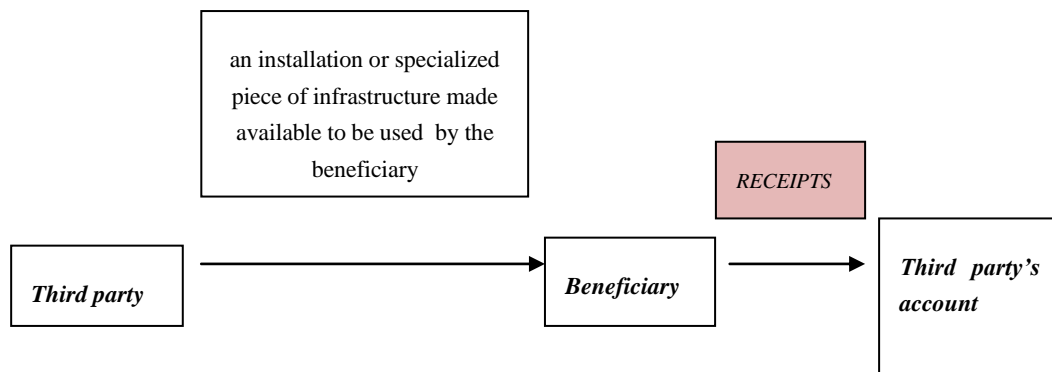 an installation or specialized
piece of infrastructure made
available to be used by the
beneficiary
RECEIPTS
Third party
Beneficiary
Third party's
account